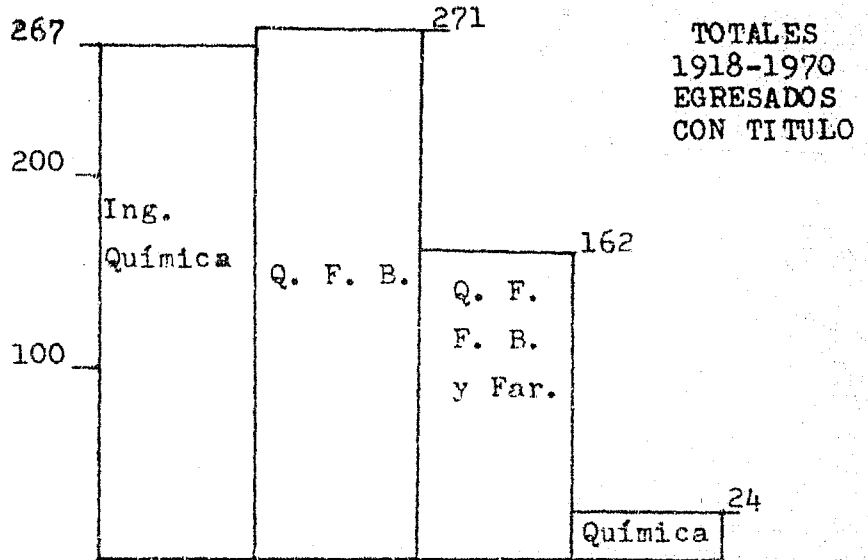 267
271
TOTALES
1918-1970
EGRESADOS
CON TITULO
200
Ing.
Química
Q. F. B.
162
Q. F.
F. B.
y Far.
100
24
Química